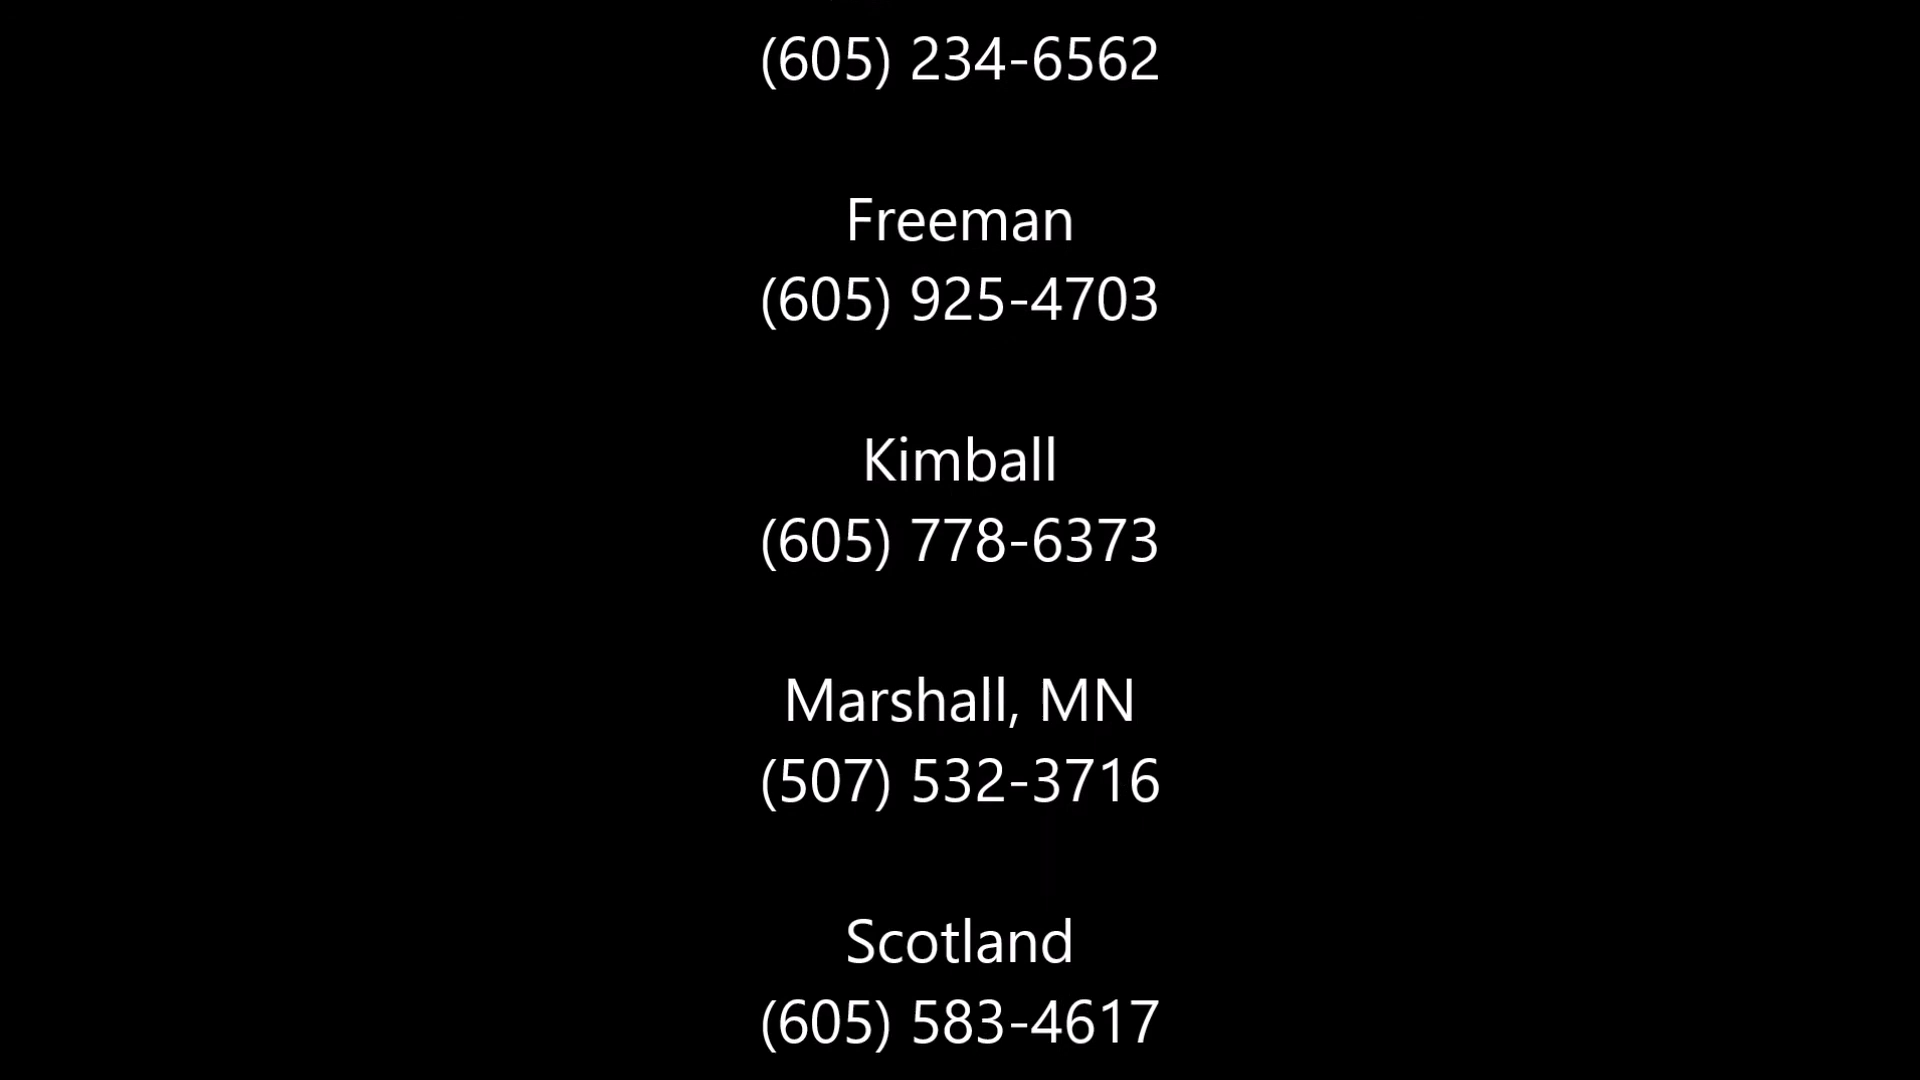 (605) 234-6562
Freeman
(605) 925-4703
Kimball
(605) 778-6373
Marshall, MN
(507) 532-3716
Scotland
(605) 583-4617